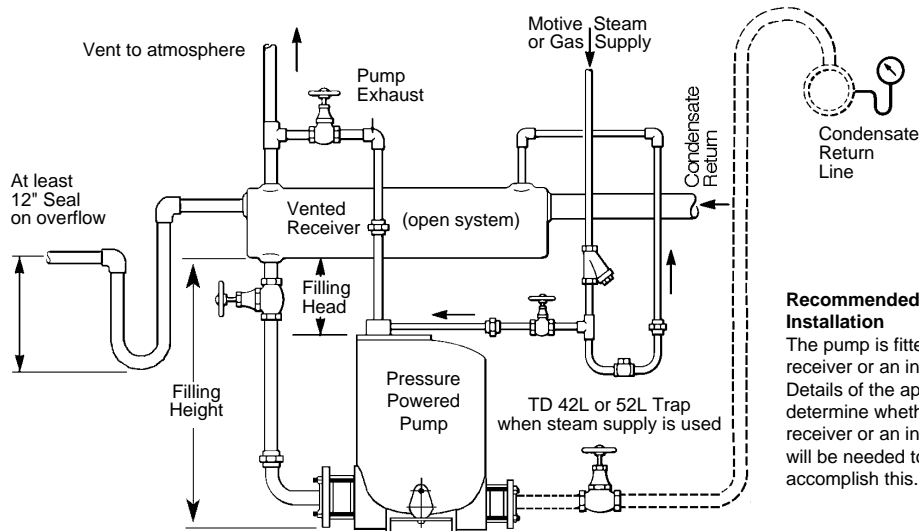 Vent to atmosphere
Pump
Exhaust
Motive Steam
or Gas Supply
Condensate
Return
Line
Condensate
Return
At least
12" Seal
on overflow
Vented
Receiver
(open system)
Filling
Head
Filling
Height
Pressure
Powered
Pump
TD 42L or 52L Trap
when steam supply is used
Recommended
Installation
The pump is fitte
receiver or an in
Details of the ap
determine wheth
receiver or an in
will be needed to
accomplish this.